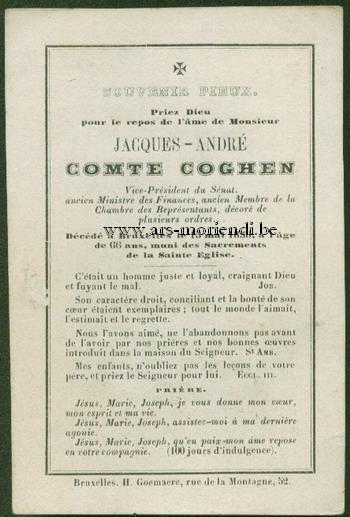 SOUVENIR PIEUX.
Priez Dieu
pour le repos de l'âme de Monsieur
JACQUES-ANDRÉ
COMTE COGHEN
Vice-Président du Sénat.
ancien Ministre des Finances, ancien Membre de la
Chambre des Représentants, décoré de
plusieurs ordres.
www.ars-moriendi.be
Décédé à Bruxelles le mai l'âge
de 66 ans, muni des Sacrements
de la Sainte Eglise.
C'était un homme juste et loyal, craignant Dieu
et fuyant le mal. JOB.
Son caractère droit, conciliant et la bonté de son
cœur étaient exemplaires ; tout le monde l'aimait,
l'estimait et le regrette.
Nous l'avons aimé, ne l'abandonnons pas avant
de l'avoir par nos prières et nos bonnes œuvres
introduit dans la maison du Seigneur. St AMB.
Mes enfants, n'oubliez pas les leçons de votre
père, et priez le Seigneur pour lui. ECCL. III.
PRIÈRE.
Jésus, Marie, Joseph, je vous donne mon cœur,
mon esprit et ma vie.
Jésus, Marie, Joseph, assistez-moi à ma dernière
agonie.
Jésus, Marie, Joseph, qu'en paix mon âme repose
en votre compagnie. (100 jours d'indulgence).
Bruxelles. H. Goemaere, rue de la Montagne, 52.